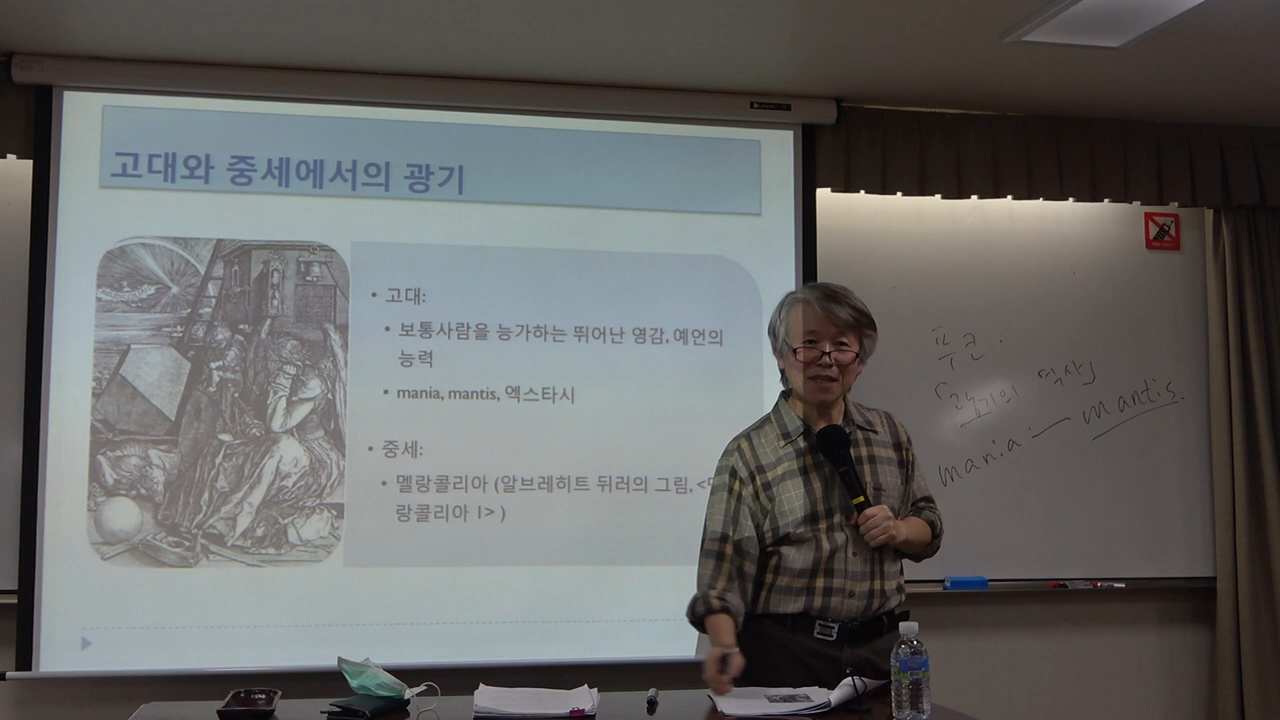 고대와 중세에서의 광기
• 고대:
• 보통사람을 능가하는 뛰어난 영감, 예언의
능력
• mania, mantis, 엑스타시
• 중세:
• 멜랑콜리아 (알브레히트 뒤러의 그림, <
랑콜리아 I> )
푸코.
「광기의 역사」
mania — mantis.